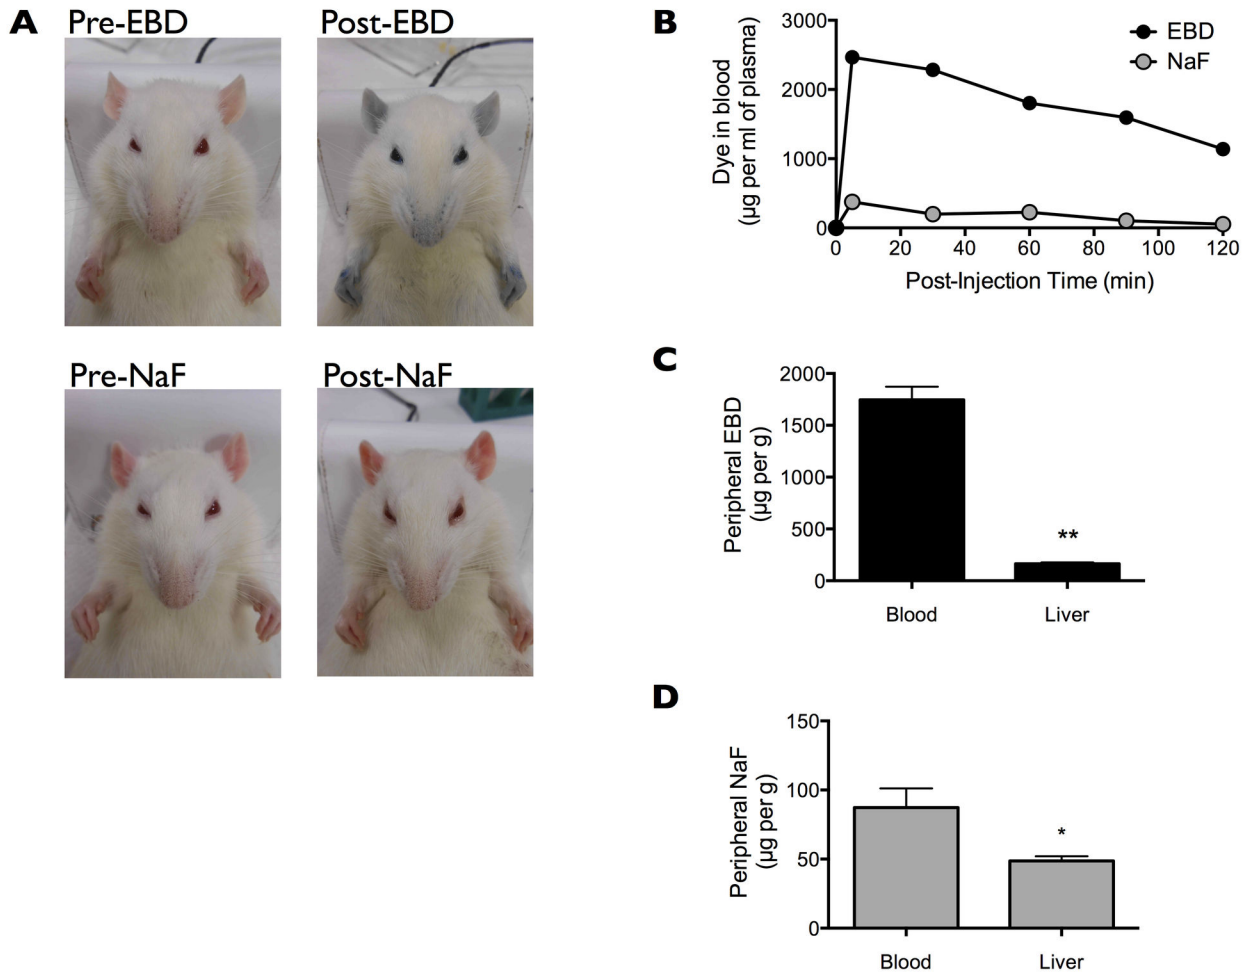 A
Pre-EBD
Post-EBD
Pre-NaF
Post-NaF
B
Dye in blood
(µg per ml of plasma)
3000
2000
1000
0
0
20
40
60
80
100
120
Post-Injection Time (min)
EBD
NaF
C
Peripheral EBD
(µg per g)
2000
1500
1000
500
0
**
Blood
Liver
D
Peripheral NaF
(µg per g)
150
100
50
0
*
Blood
Liver